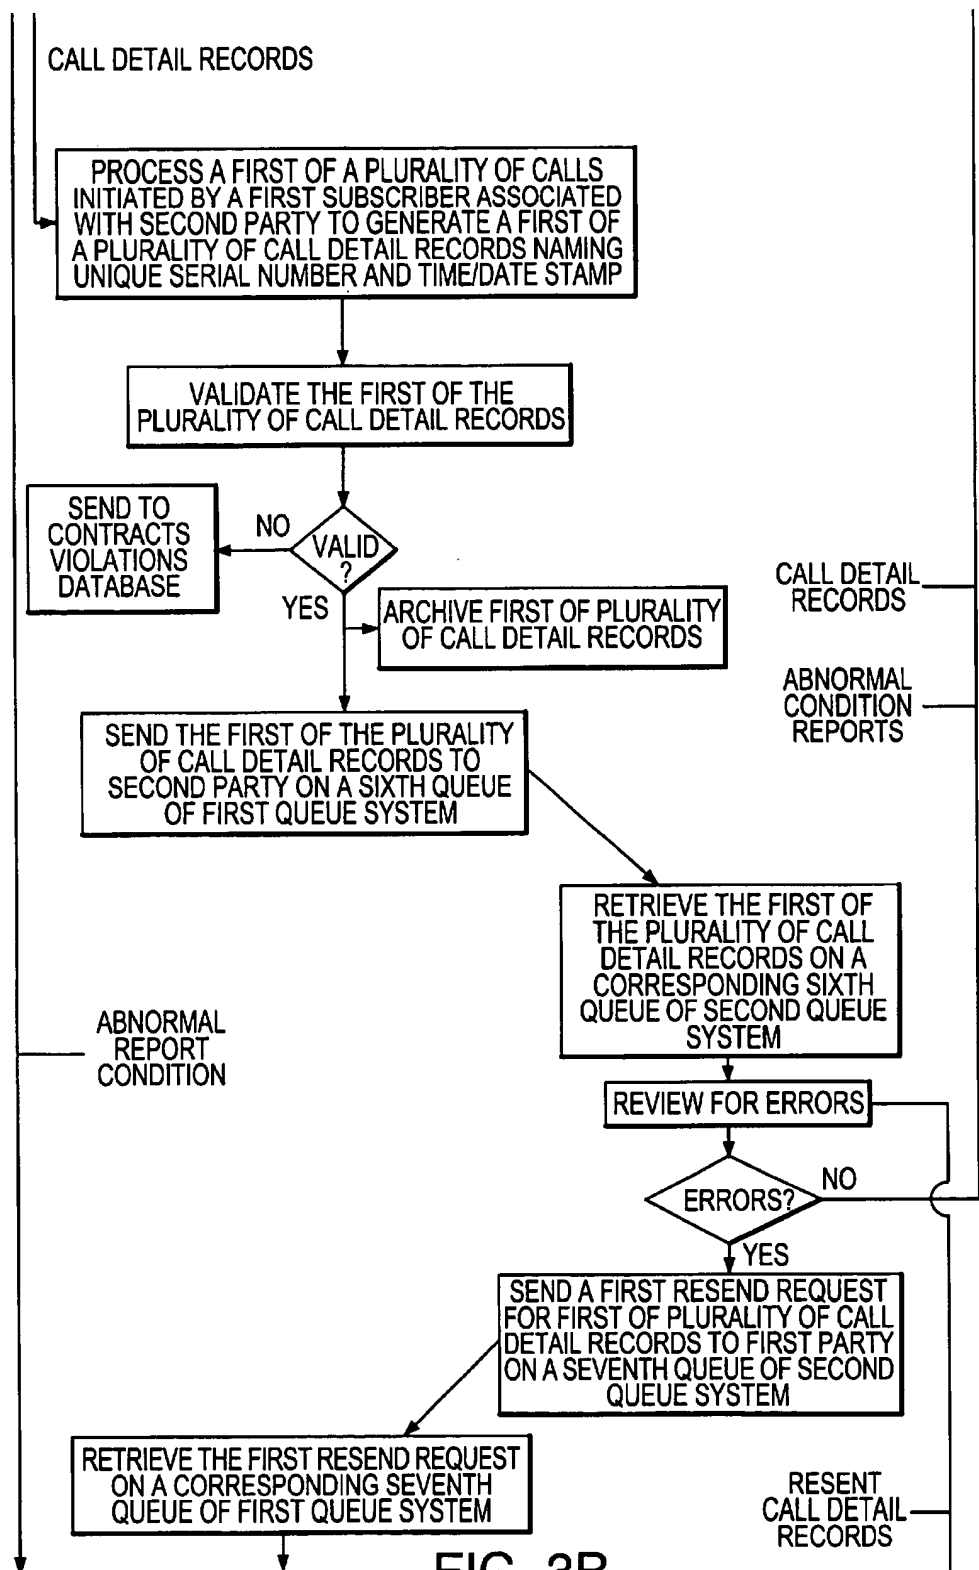 CALL DETAIL RECORDS
PROCESS A FIRST OF A PLURALITY OF CALLS
INITIATED BY A FIRST SUBSCRIBER ASSOCIATED
WITH SECOND PARTY TO GENERATE A FIRST OF
A PLURALITY OF CALL DETAIL RECORDS NAMING
UNIQUE SERIAL NUMBER AND TIME/DATE STAMP
VALIDATE THE FIRST OF THE
PLURALITY OF CALL DETAIL RECORDS
SEND TO
CONTRACTS
VIOLATIONS
DATABASE
NO
VALID
?
YES
ARCHIVE FIRST OF PLURALITY
OF CALL DETAIL RECORDS
CALL DETAIL
RECORDS
ABNORMAL
CONDITION
REPORTS
SEND THE FIRST OF THE PLURALITY
OF CALL DETAIL RECORDS TO
SECOND PARTY ON A SIXTH QUEUE
OF FIRST QUEUE SYSTEM
RETRIEVE THE FIRST OF
THE PLURALITY OF CALL
DETAIL RECORDS ON A
CORRESPONDING SIXTH
QUEUE OF SECOND QUEUE
SYSTEM
ABNORMAL
REPORT
CONDITION
REVIEW FOR ERRORS
ERRORS?
NO
YES
SEND A FIRST RESEND REQUEST
FOR FIRST OF PLURALITY OF CALL
DETAIL RECORDS TO FIRST PARTY
ON A SEVENTH QUEUE OF SECOND
QUEUE SYSTEM
RETRIEVE THE FIRST RESEND REQUEST
ON A CORRESPONDING SEVENTH
QUEUE OF FIRST QUEUE SYSTEM
RESENT
CALL DETAIL
RECORDS
FIG. 3B